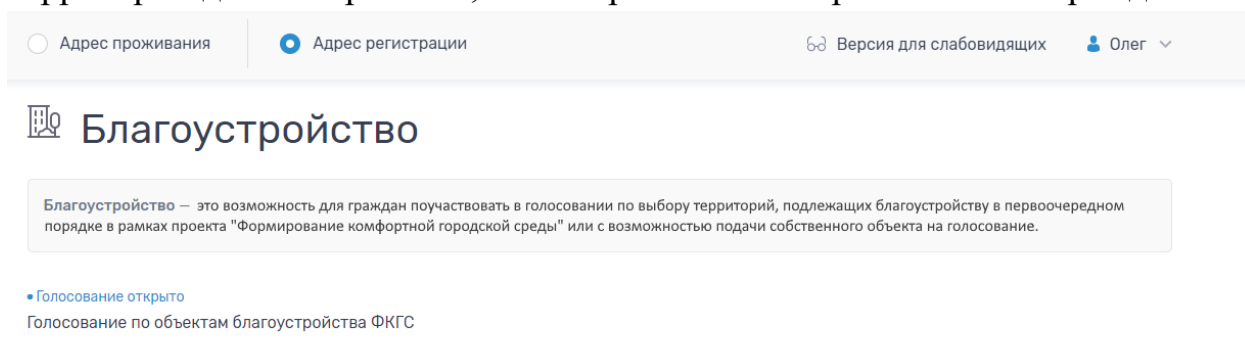 Адрес проживания Адрес регистрации Версия для слабовидящих Олег
Благоустройство
Благоустройство – это возможность для граждан поучаствовать в голосовании по выбору территорий, подлежащих благоустройству в первоочередном
порядке в рамках проекта "Формирование комфортной городской среды" или с возможностью подачи собственного объекта на голосование.
• Голосование открыто
Голосование по объектам благоустройства ФКГС